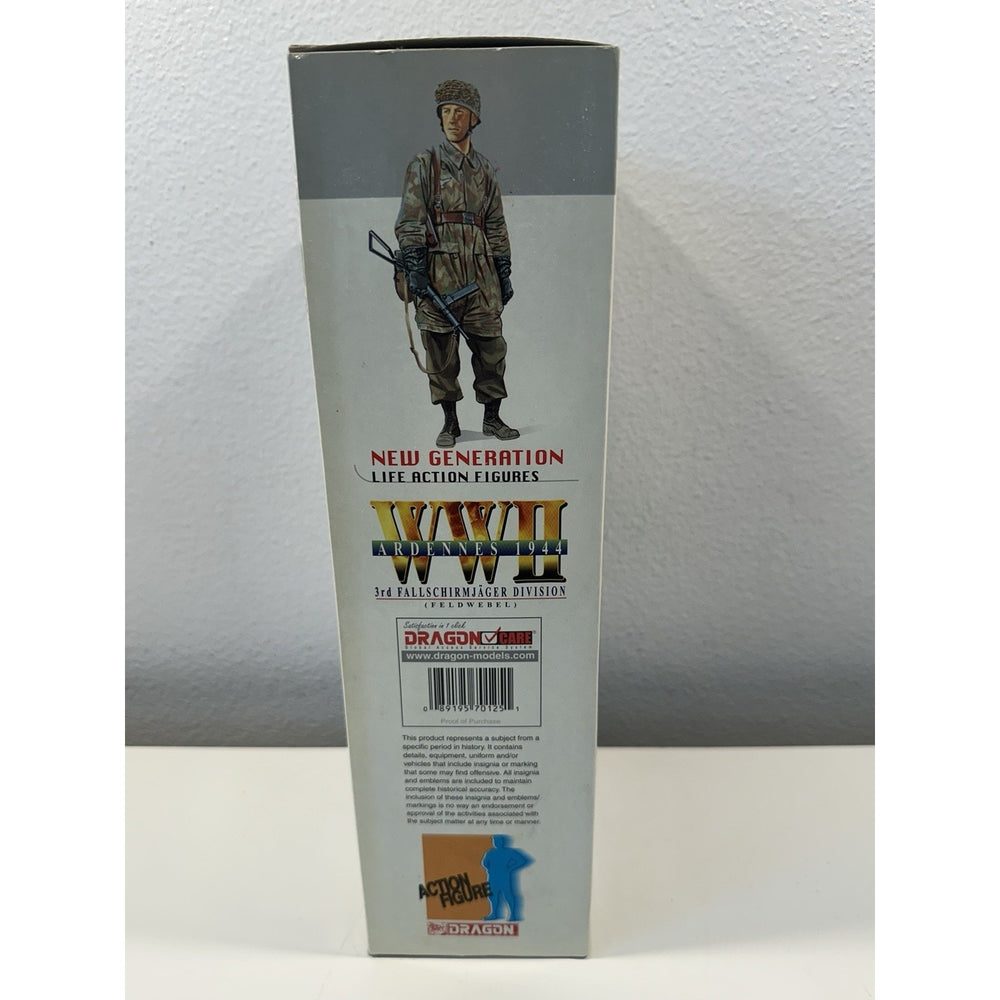 NEW GENERATION
LIFE ACTION FIGURES
WWII
ARDENNES 1944
3rd FALLSCHIRMJÄGER DIVISION
(FELDWEBEL)
Satisfaction in 1 click
DRAGON CARE®
Global Access Service System
www.dragon-models.com
0 89195 70125 1
Proof of Purchase
This product represents a subject from a
specific period in history. It contains
details, equipment, uniform and/or
vehicles that include insignia or marking
that some may find offensive. All insignia
and emblems are included to maintain
complete historical accuracy. The
inclusion of these insignia and emblems/
markings is no way an endorsement or
approval of the activities associated with
the subject matter at any time or manner.
ACTION
FIGURE
DRAGON